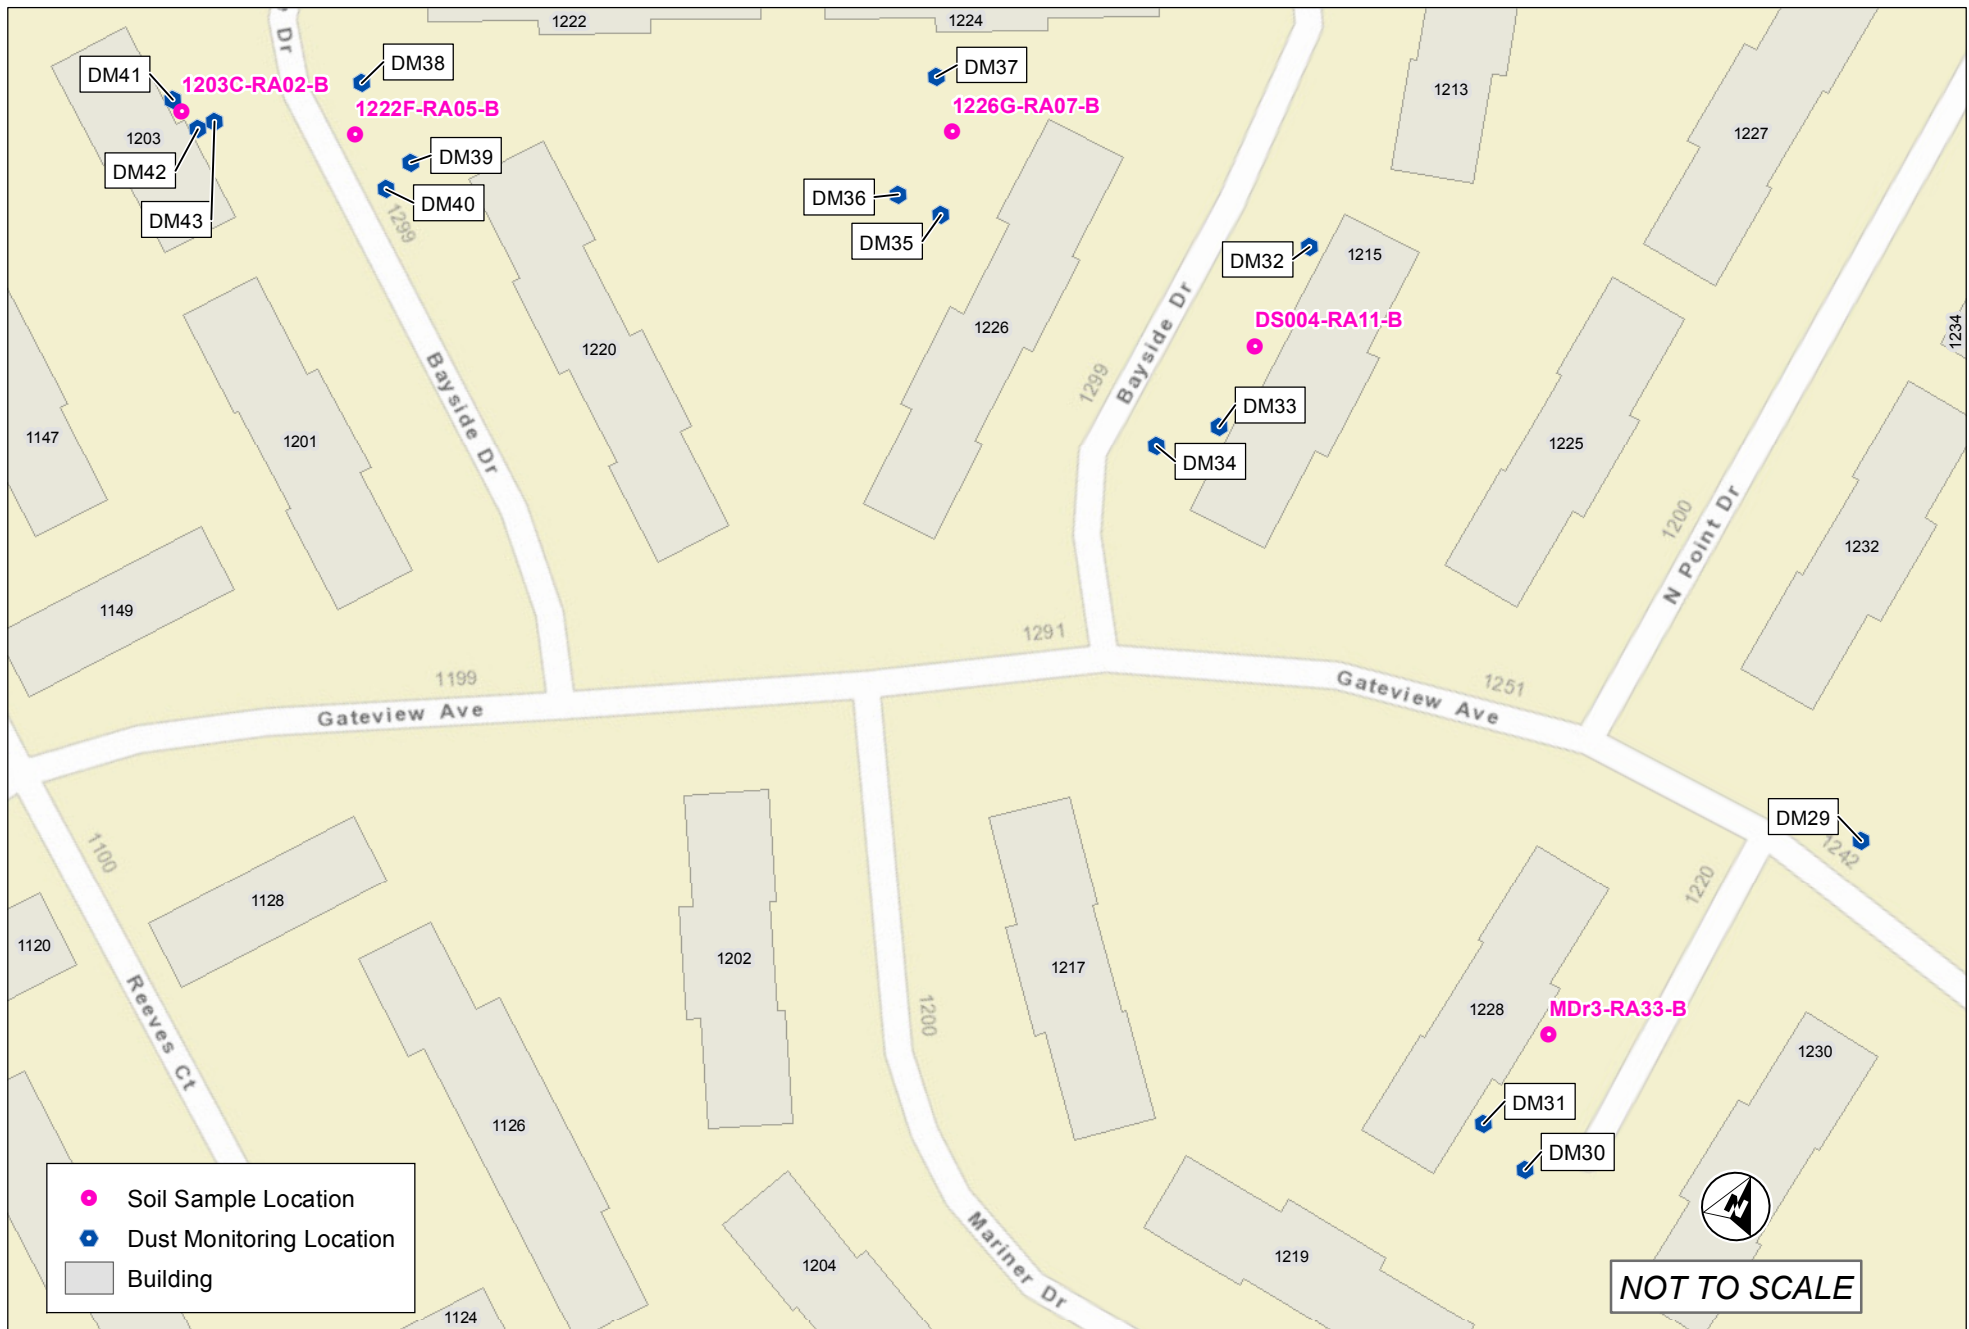 1222
1224
Dr
DM38
DM37
DM41
1203C-RA02-B
1213
1222F-RA05-B
1226G-RA07-B
1227
1203
DM39
DM42
DM36
DM40
DM43
1299
DM35
DM32
1215
DS004-RA11-B
1226
1234
1220
Bayside Dr
1299
Bayside Dr
DM33
1147
1201
1225
DM34
1200
N Point Dr
1232
1149
1291
1199
1251
Gateview Ave
Gateview Ave
DM29
1242
1100
1220
1128
1120
1202
1217
Reeves Ct
1200
1228
MDr3-RA33-B
1230
DM31
1126
DM30
Soil Sample Location
Dust Monitoring Location
Building
N
Mariner Dr
1219
1204
NOT TO SCALE
1124